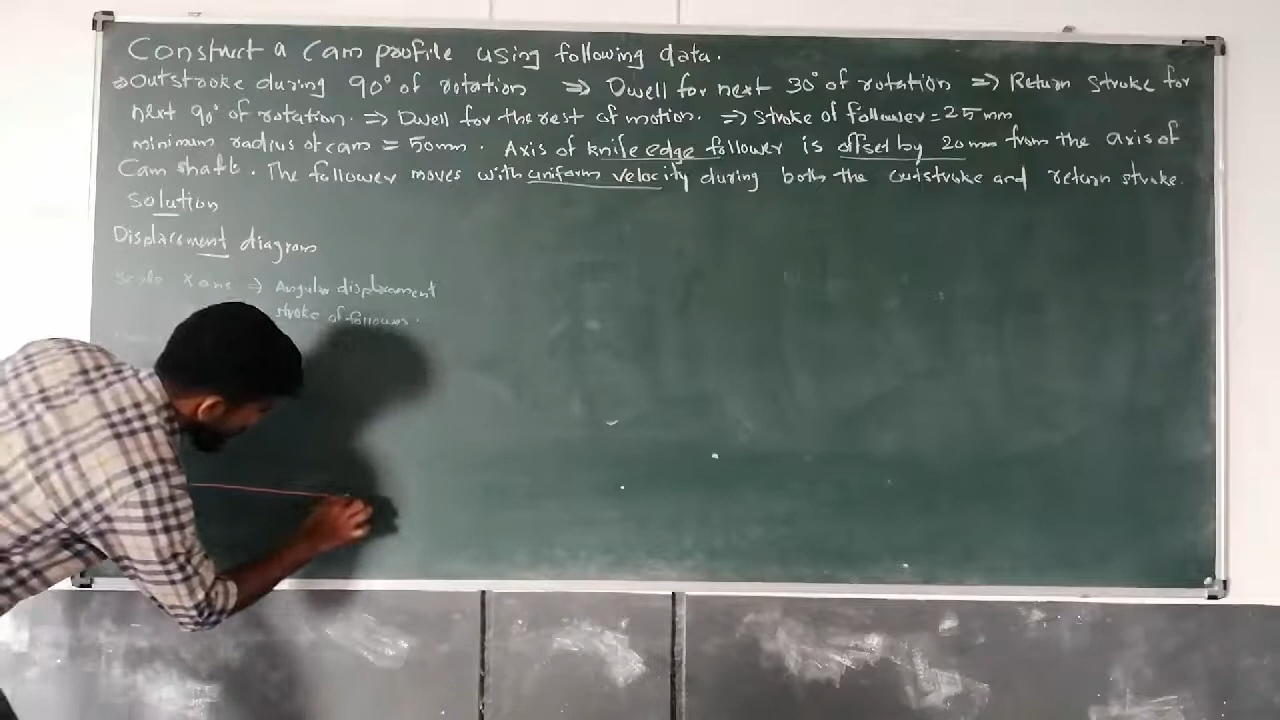 Construct a Cam profile using following data.
→ Outstroke during 90° of rotation ⇒ Dwell for next 30° of rotation ⇒ Return stroke for
next 90° of rotation. ⇒ Dwell for the rest of motion. ⇒ Stroke of follower = 25 mm
minimum radius of cam = 50mm. Axis of knife edge follower is offset by 20 mm from the axis of
Cam shaft. The follower moves with uniform velocity during both the outstroke and return stroke.
Solution
Displacement diagram
Scale X axis ⇒ Angular displacement
stroke of follower.